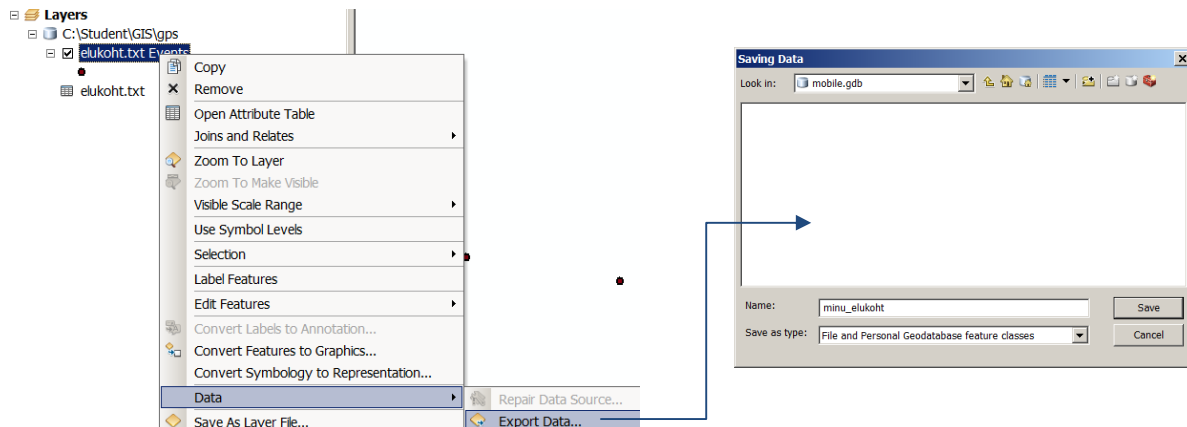 Layers
C:\Student\GIS\gps
elukoht.txt Events
elukoht.txt
Copy
Remove
Open Attribute Table
Joins and Relates
Zoom To Layer
Zoom To Make Visible
Visible Scale Range
Use Symbol Levels
Selection
Label Features
Edit Features
Convert Labels to Annotation...
Convert Features to Graphics...
Convert Symbology to Representation...
Data
Save As Layer File...
Repair Data Source...
Export Data...
Saving Data
Look in: mobile.gdb
Name: minu_elukoht
Save
Save as type: File and Personal Geodatabase feature classes
Cancel